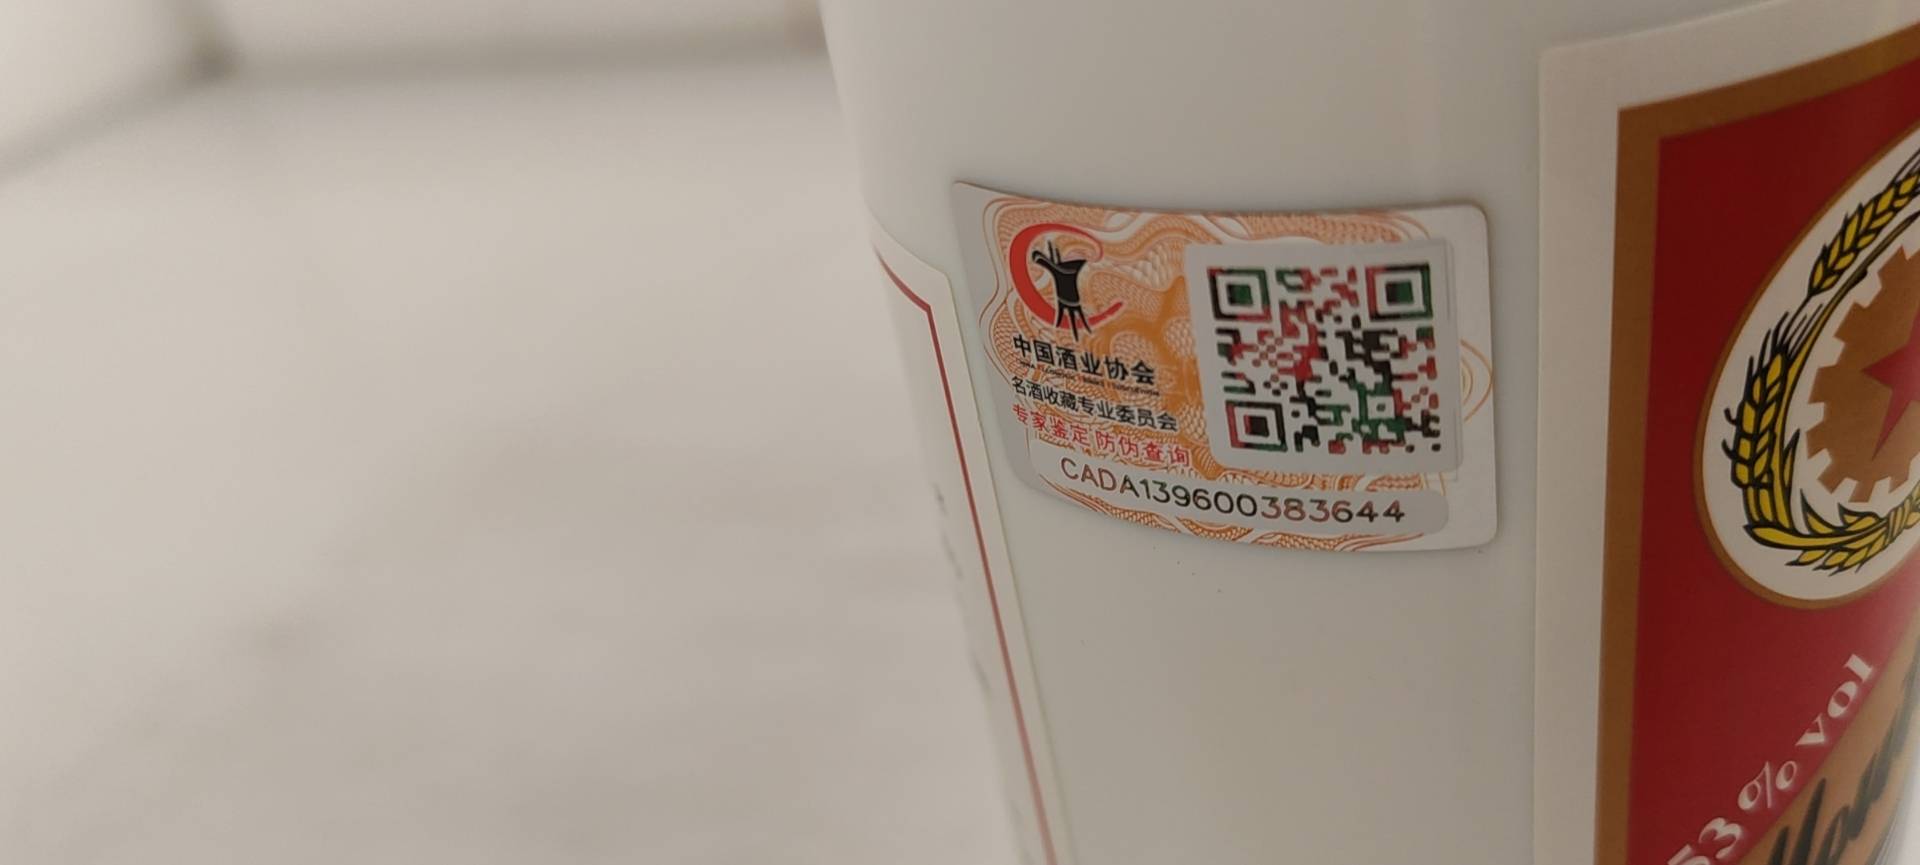 中国酒业协会
名酒收藏专业委员会
专家鉴定 防伪查询
CADA139600383644
53 % vol